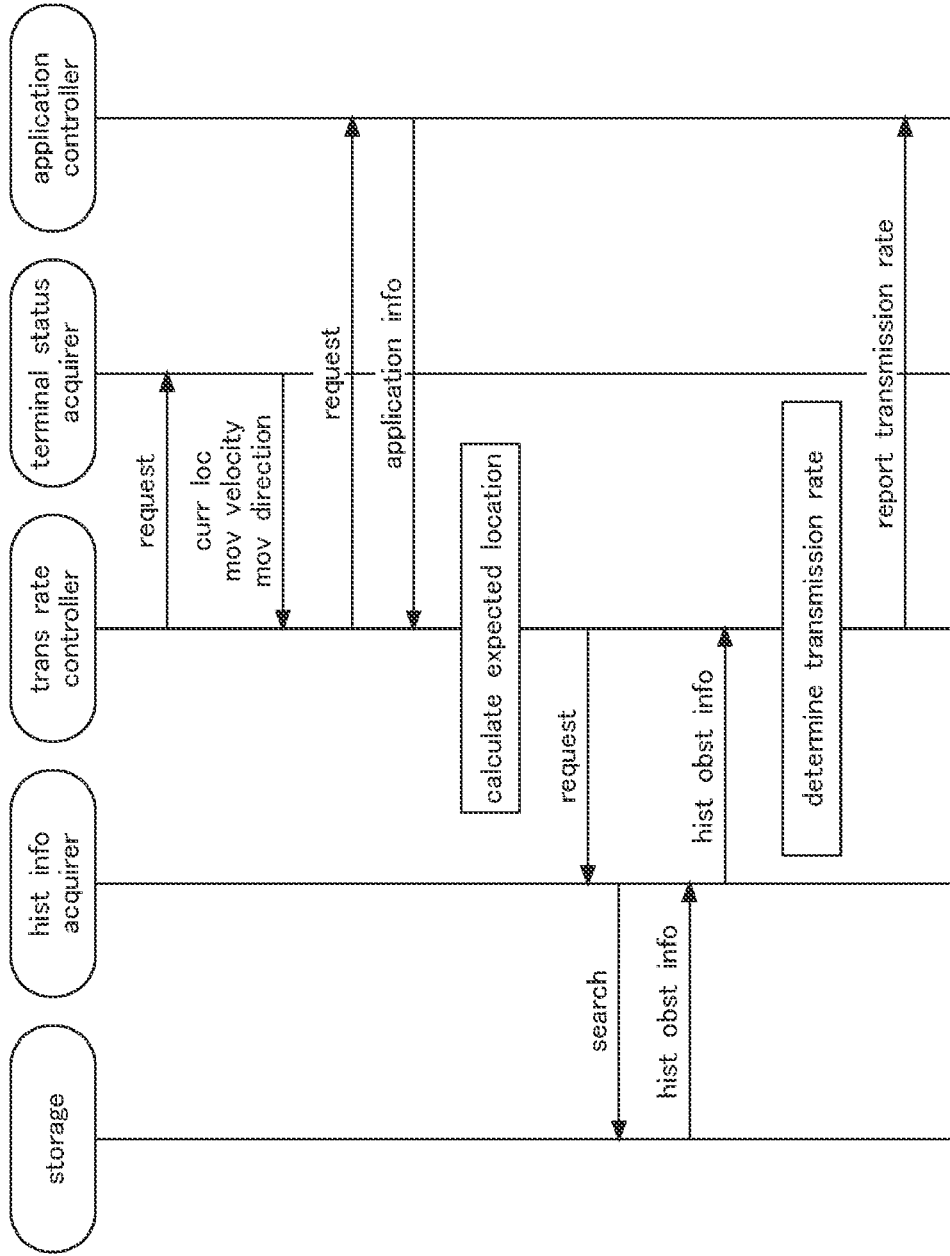 storage
hist info
acquirer
trans rate
controller
terminal status
acquirer
application
controller
request
curr loc
mov velocity
mov direction
request
application info
calculate expected location
request
search
hist obst info
hist obst info
determine transmission rate
report transmission rate